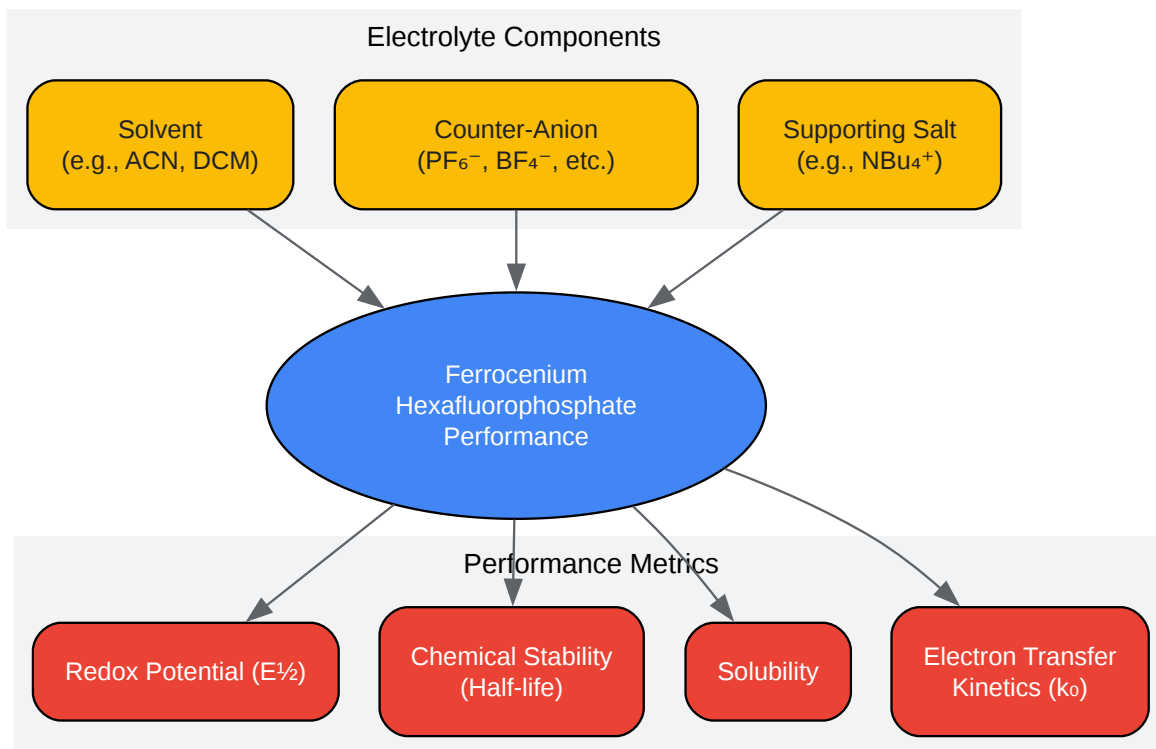 Electrolyte Components
Solvent
(e.g., ACN, DCM)
Counter-Anion
(PF₆⁻, BF₄⁻, etc.)
Supporting Salt
(e.g., NBu₄⁺)
Ferrocenium
Hexafluorophosphate
Performance
Performance Metrics
Redox Potential (E½)
Chemical Stability
(Half-life)
Solubility
Electron Transfer
Kinetics (k₀)